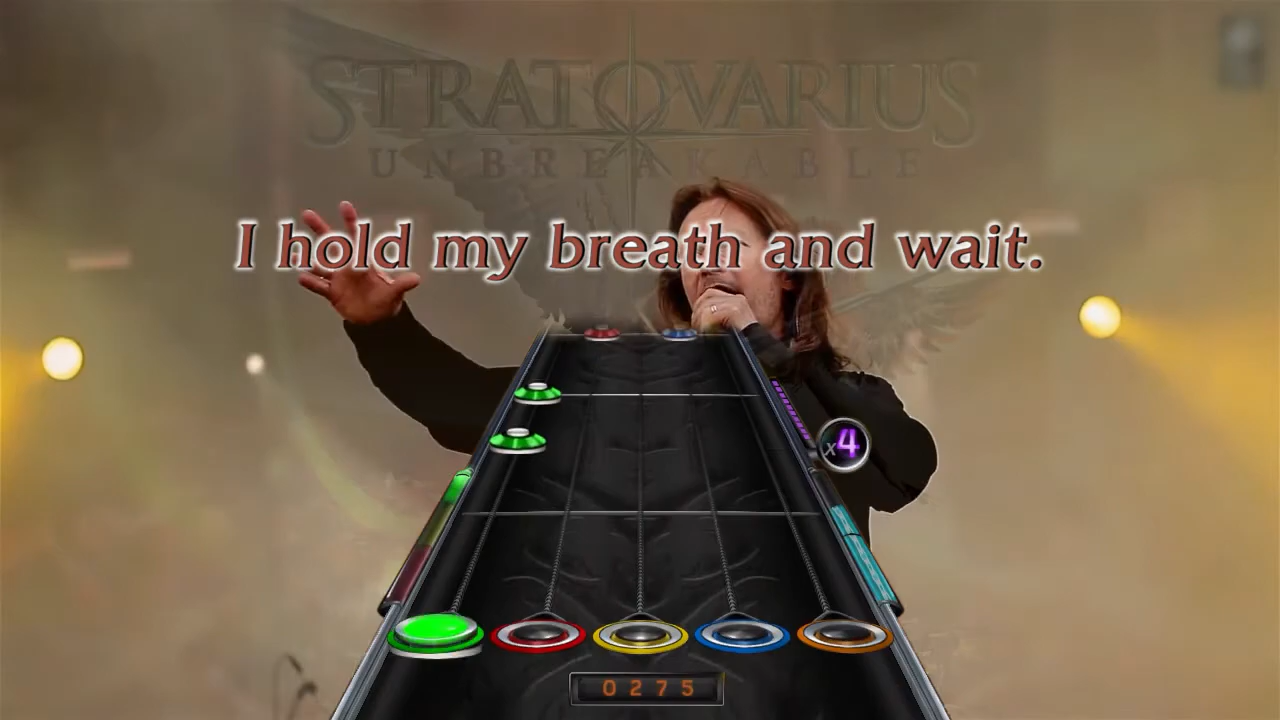 STRATOVARIUS
UNBREAKABLE
I hold my breath and wait.
x4
0275